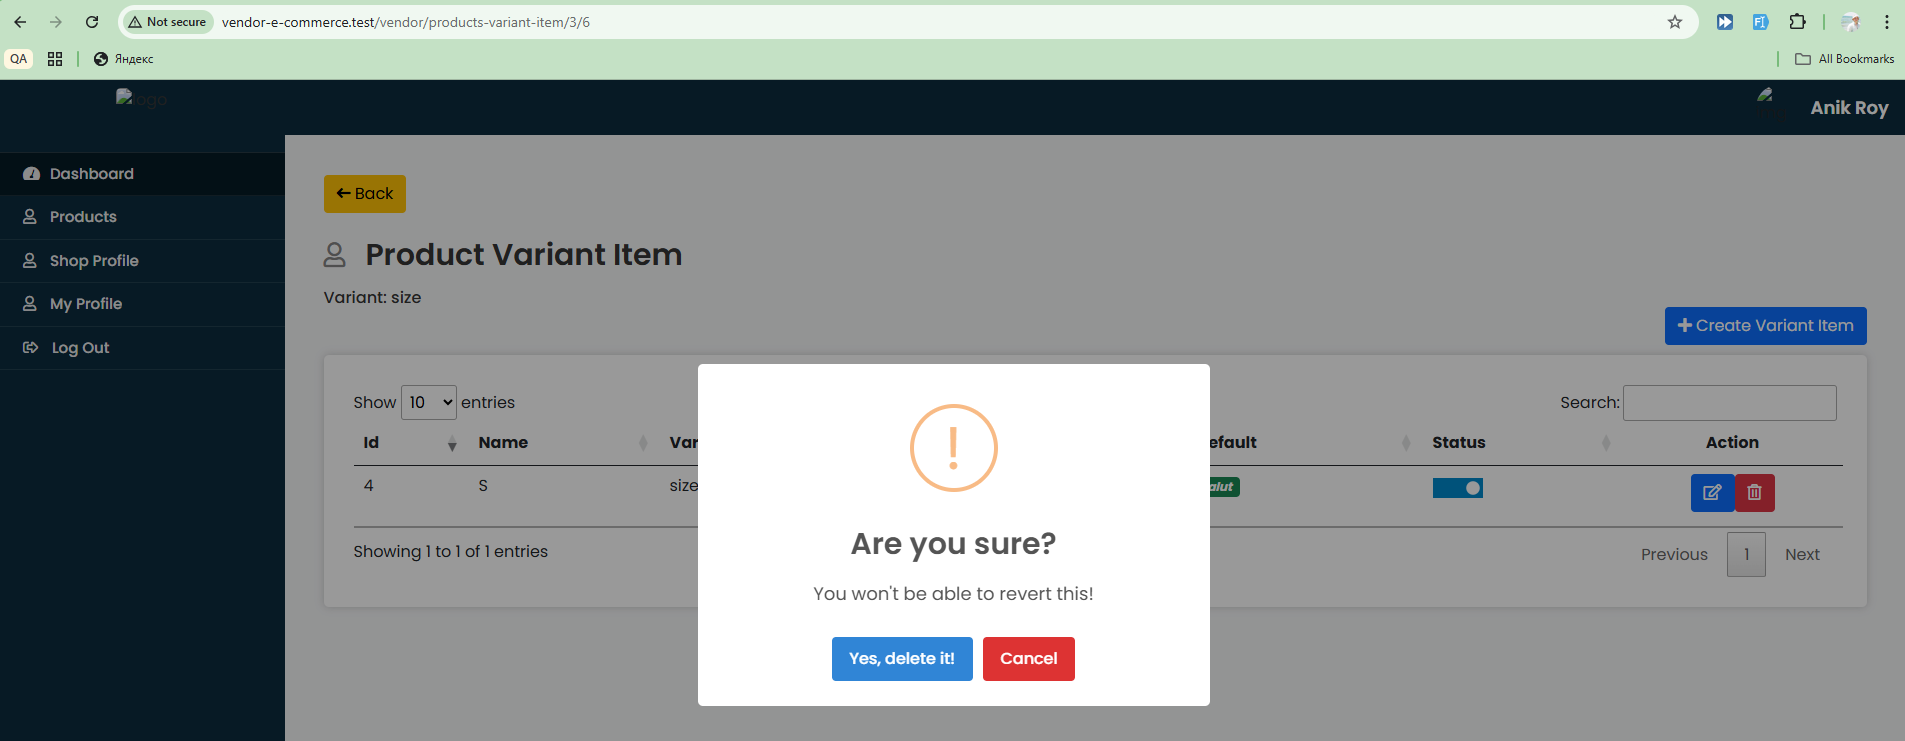 Not secure vendor-e-commerce.test/vendor/products-variant-item/3/6
QA Яндекс All Bookmarks
logo
Anik Roy
Dashboard
Products
Shop Profile
My Profile
Log Out
Back
Product Variant Item
Variant: size
Create Variant Item
Show 10 entries
Search:
Id Name Var efault Status Action
4 S size alut
Showing 1 to 1 of 1 entries
Previous 1 Next
!
Are you sure?
You won't be able to revert this!
Yes, delete it! Cancel